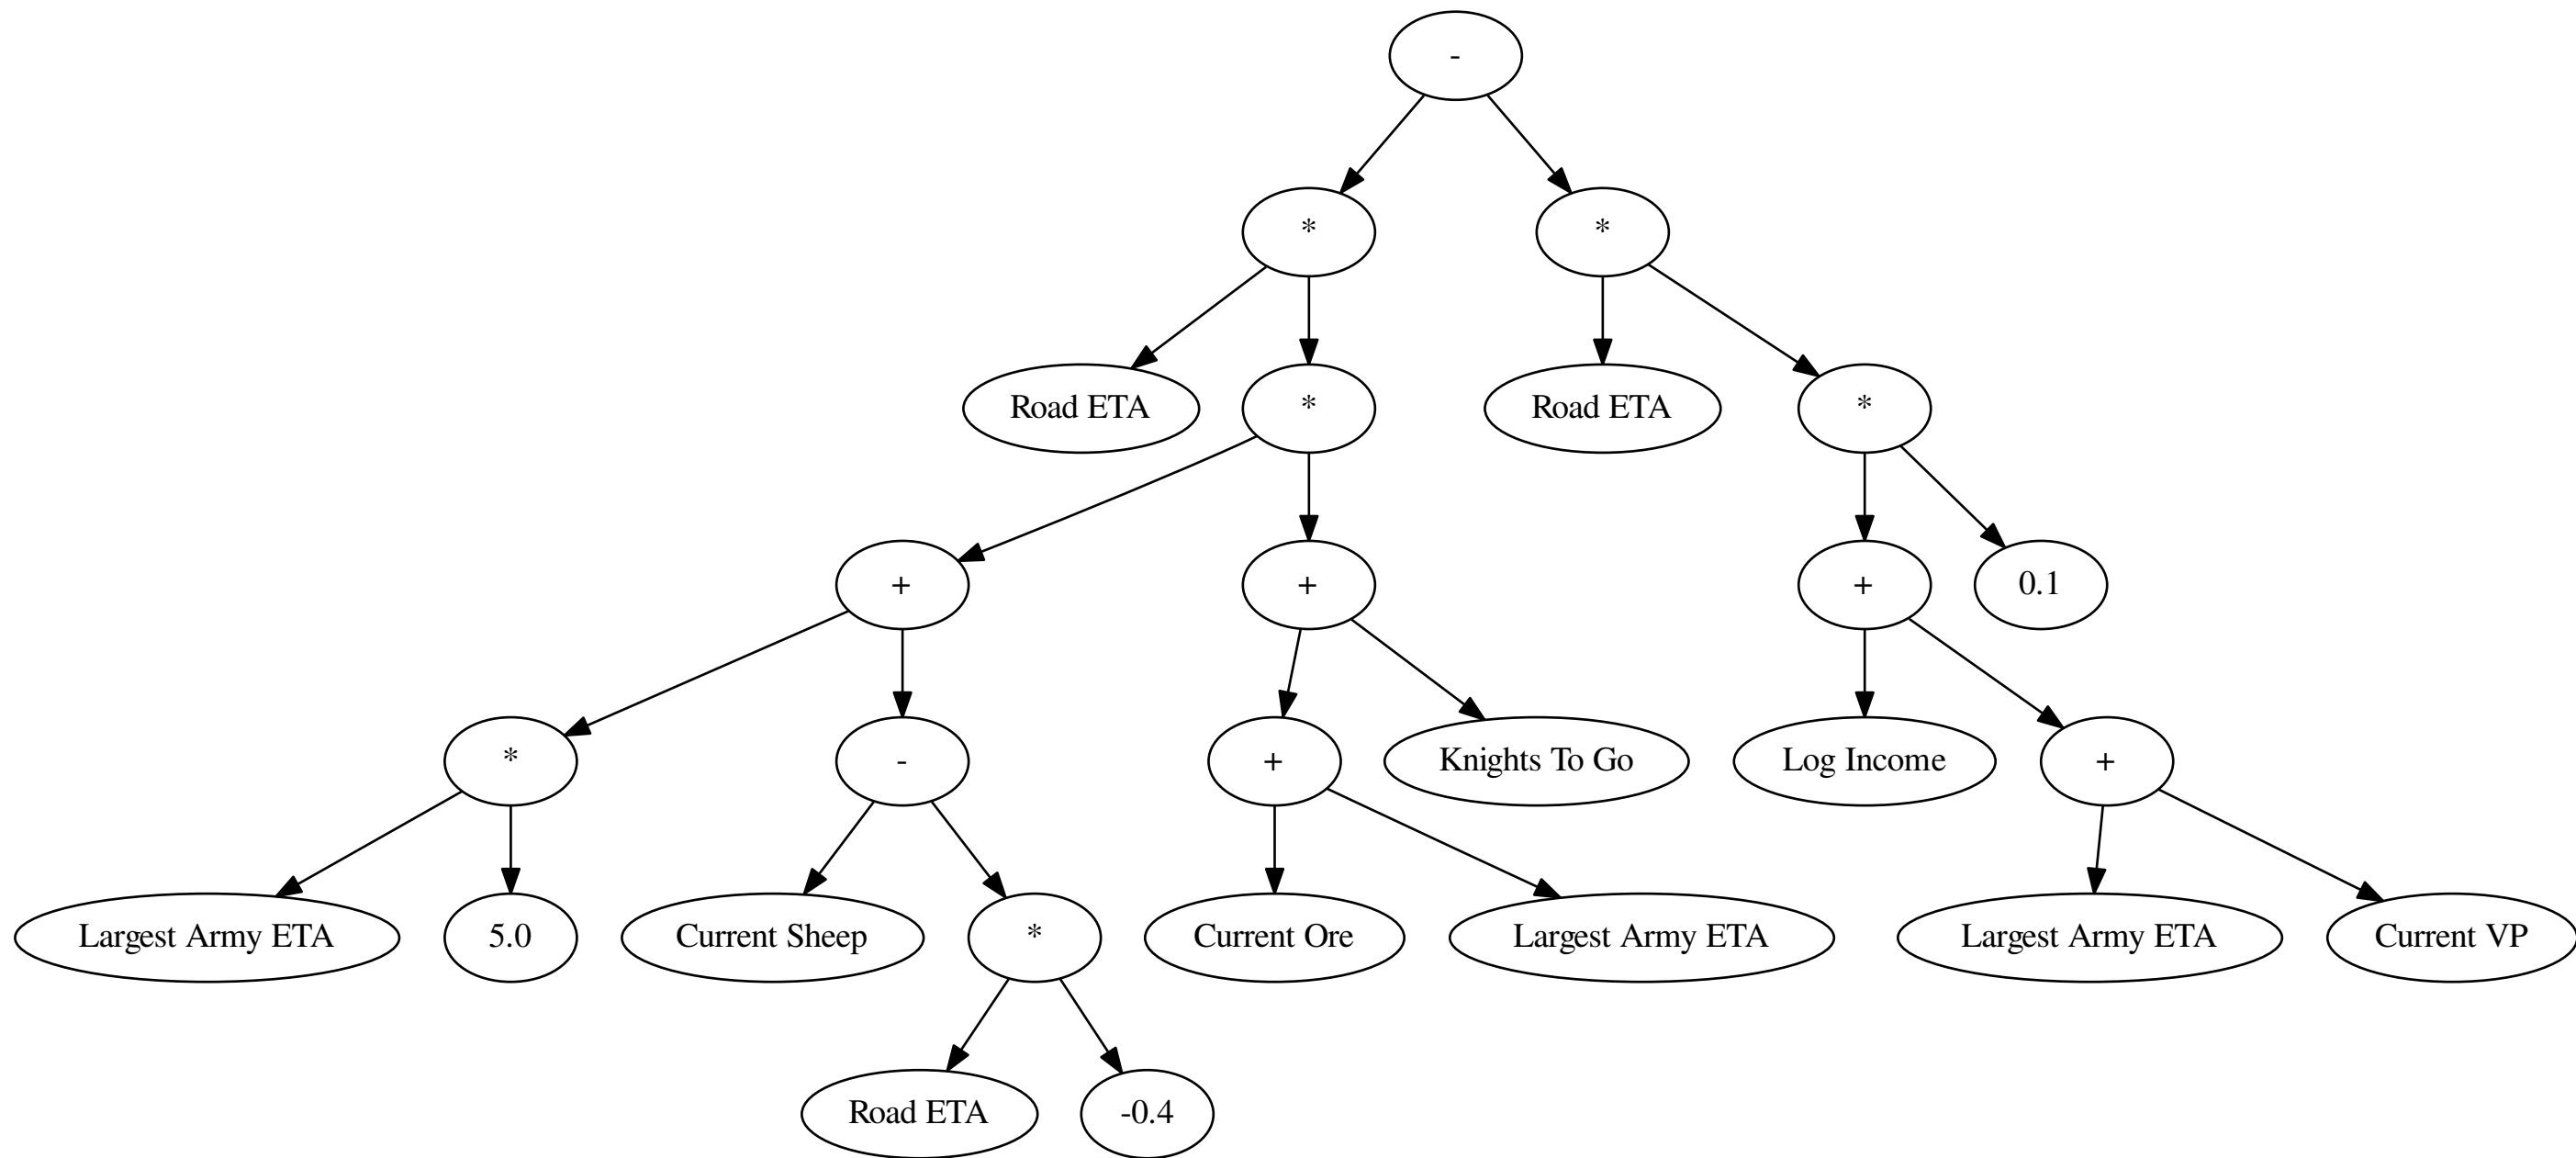 -
*
*
Road ETA
*
Road ETA
*
+
+
+
0.1
*
-
+
Knights To Go
Log Income
+
Largest Army ETA
5.0
Current Sheep
*
Current Ore
Largest Army ETA
Largest Army ETA
Current VP
Road ETA
-0.4